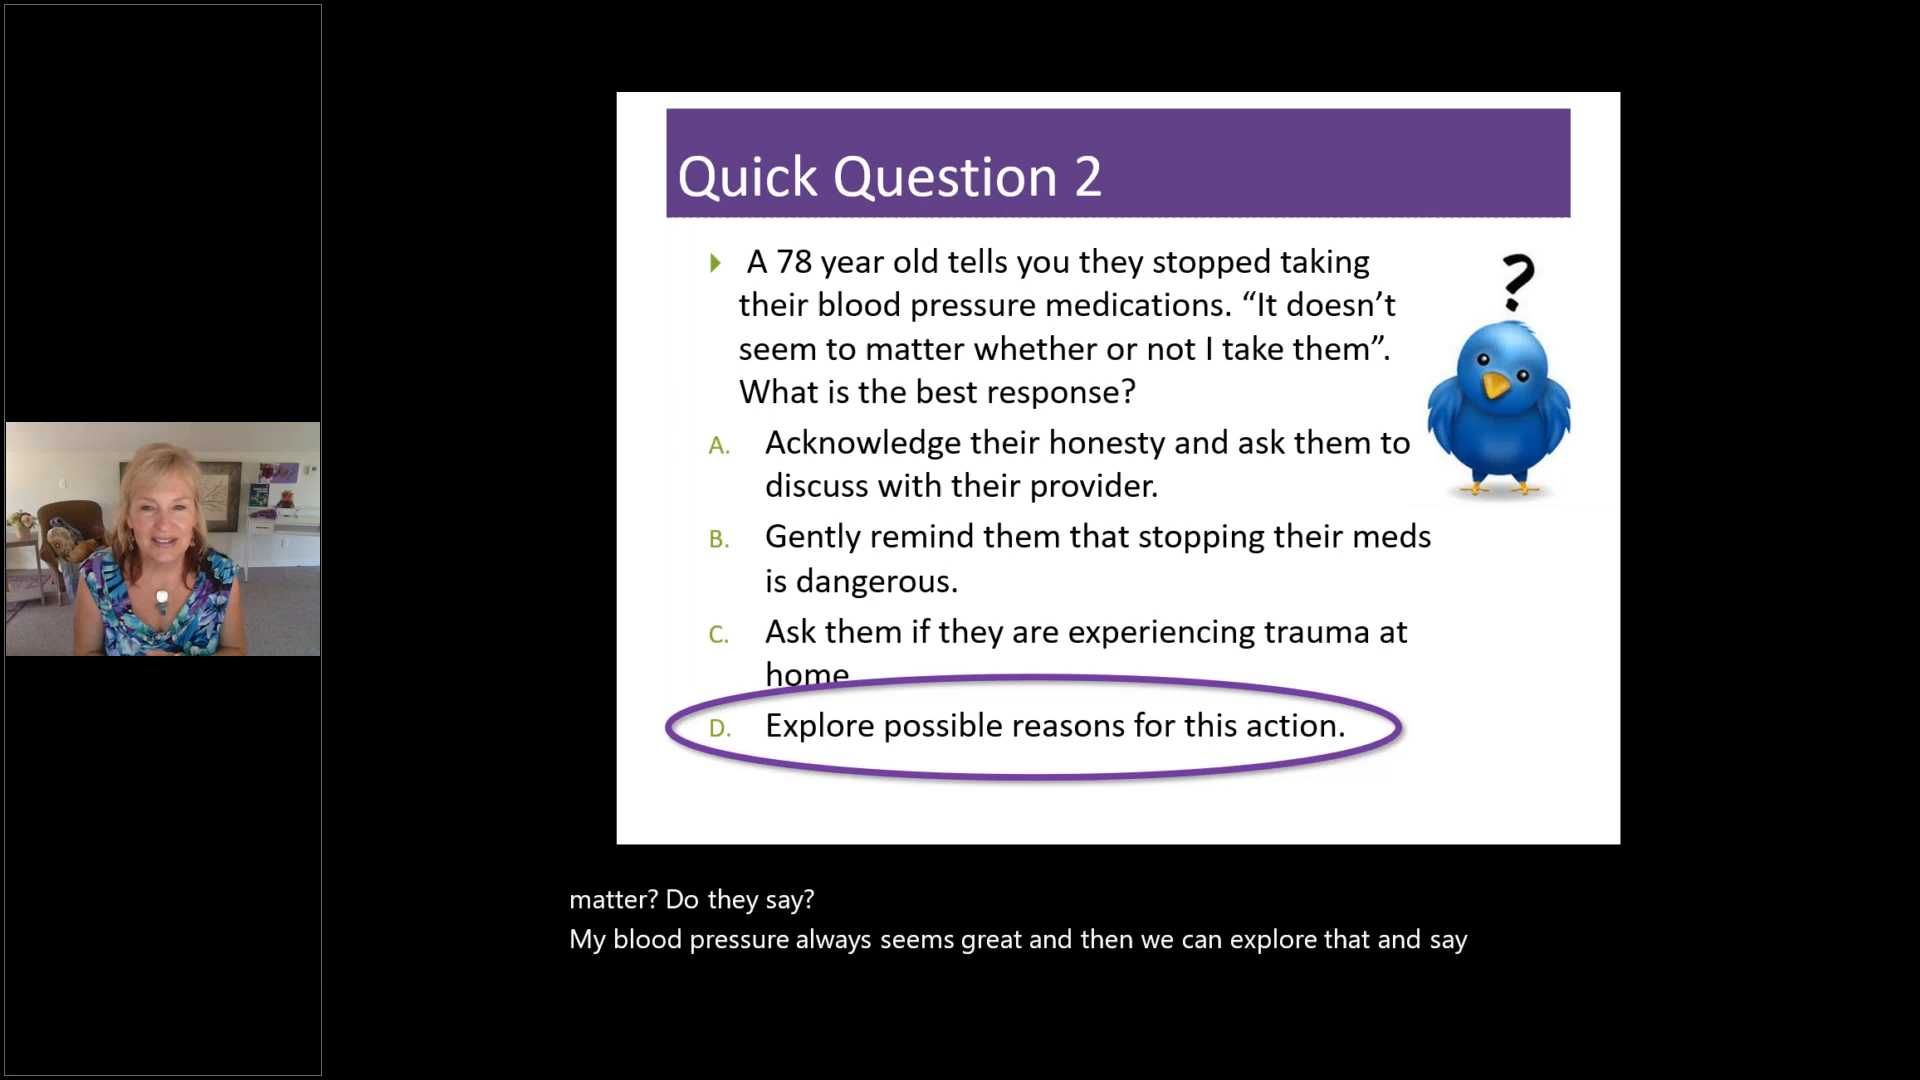 Quick Question 2
A 78 year old tells you they stopped taking
their blood pressure medications. “It doesn’t
seem to matter whether or not I take them”.
What is the best response?
A. Acknowledge their honesty and ask them to
discuss with their provider.
B. Gently remind them that stopping their meds
is dangerous.
C. Ask them if they are experiencing trauma at
home
D. Explore possible reasons for this action.
?
matter? Do they say?
My blood pressure always seems great and then we can explore that and say